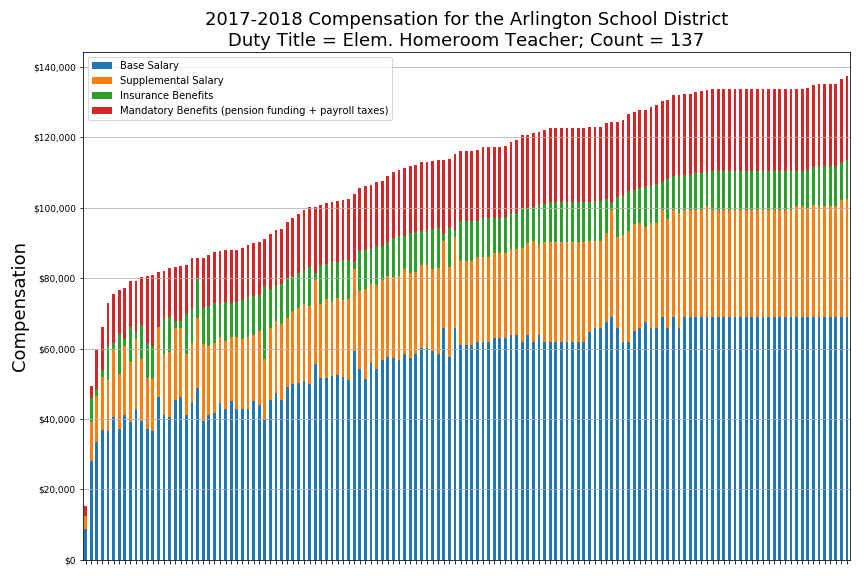 2017-2018 Compensation for the Arlington School District
Duty Title = Elem. Homeroom Teacher; Count = 137
Base Salary
Supplemental Salary
Insurance Benefits
Mandatory Benefits (pension funding + payroll taxes)
Compensation
$140,000
$120,000
$100,000
$80,000
$60,000
$40,000
$20,000
$0